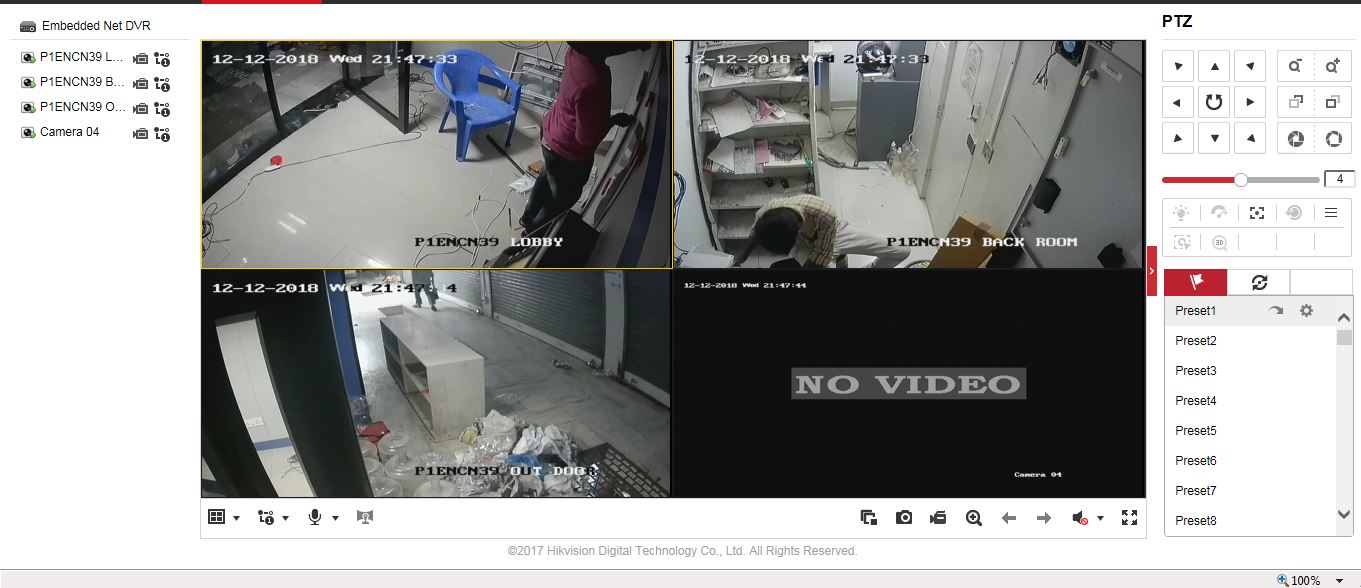 Embedded Net DVR
P1ENCN39 L...
P1ENCN39 B...
P1ENCN39 O...
Camera 04
12-12-2018 Wed 21:47:33
P1ENCN39 LOBBY
12-12-2018 Wed 21:47:33
P1ENCN39 BACK ROOM
12-12-2018 Wed 21:47:44
P1ENCN39 OUT DOOR
12-12-2018 Wed 21:47:44
NO VIDEO
Camera 04
©2017 Hikvision Digital Technology Co., Ltd. All Rights Reserved.
PTZ
4
3D
Preset1
Preset2
Preset3
Preset4
Preset5
Preset6
Preset7
Preset8
100%